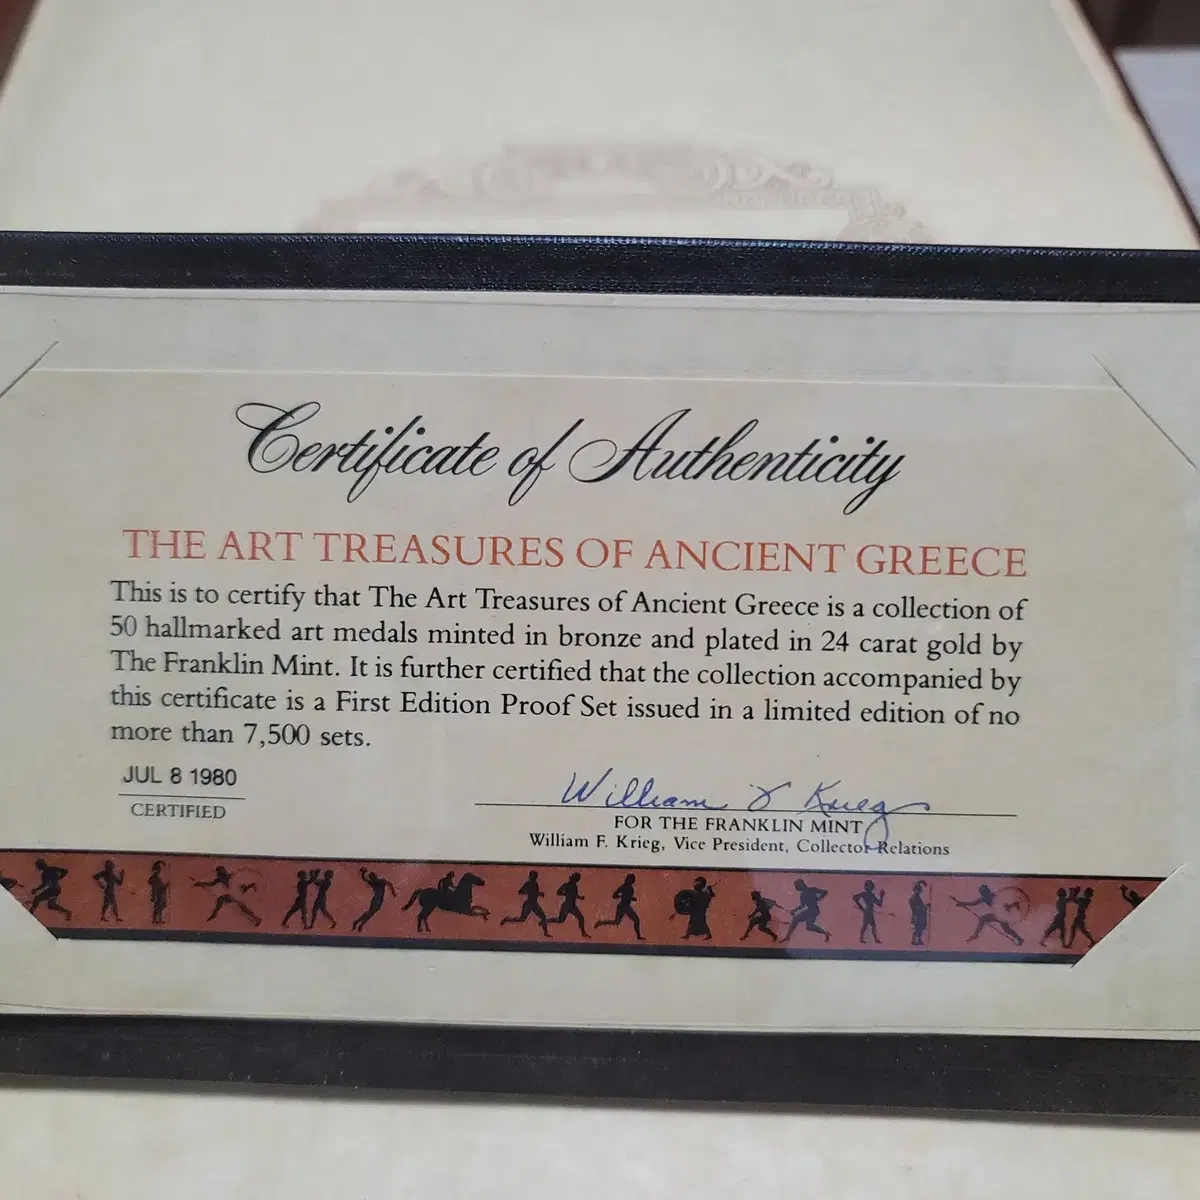 Certificate of Authenticity
THE ART TREASURES OF ANCIENT GREECE
This is to certify that The Art Treasures of Ancient Greece is a collection of
50 hallmarked art medals minted in bronze and plated in 24 carat gold by
The Franklin Mint. It is further certified that the collection accompanied by
this certificate is a First Edition Proof Set issued in a limited edition of no
more than 7,500 sets.
JUL 8 1980
CERTIFIED
William F. Krieg
FOR THE FRANKLIN MINT
William F. Krieg, Vice President, Collector Relations